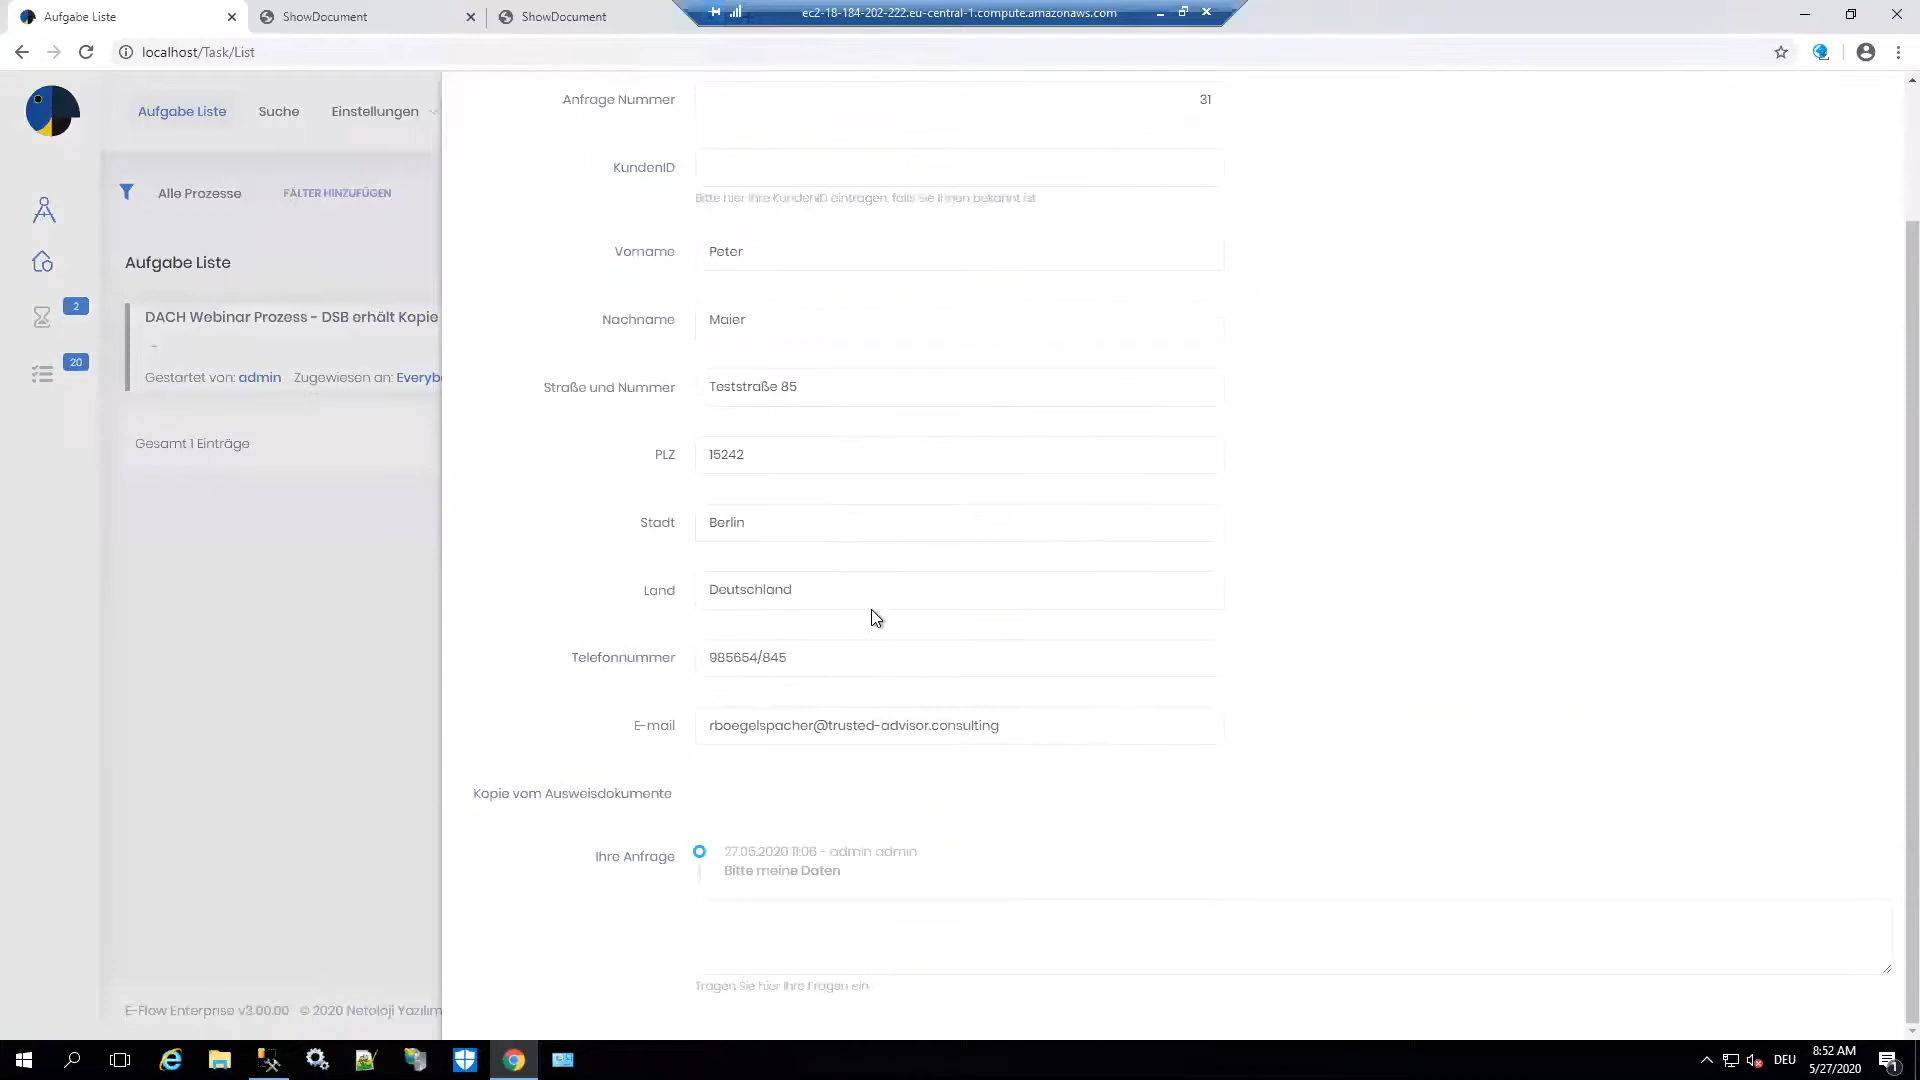 Aufgabe Liste
ShowDocument
ShowDocument
ec2-18-184-202-222.eu-central-1.compute.amazonaws.com
localhost/Task/List
Aufgabe Liste
Suche
Einstellungen
Anfrage Nummer
31
KundenID
Bitte hier Ihre KundenID eintragen, falls sie Ihnen bekannt ist
Alle Prozesse
FÄLTER HINZUFÜGEN
Vorname
Peter
Aufgabe Liste
2
DACH Webinar Prozess - DSB erhält Kopie
-
Nachname
Maier
20
Gestartet von: admin
Zugewiesen an: Everyb
Straße und Nummer
Teststraße 85
Gesamt 1 Einträge
PLZ
15242
Stadt
Berlin
Land
Deutschland
Telefonnummer
985654/845
E-mail
rboegelspacher@trusted-advisor.consulting
Kopie vom Ausweisdokumente
Ihre Anfrage
27.05.2020 11:06 - admin admin
Bitte meine Daten
Tragen Sie hier Ihre Fragen ein
E-Flow Enterprise v3.00.00 © 2020 Netoloji Yazılım
DEU
8:52 AM
5/27/2020
1